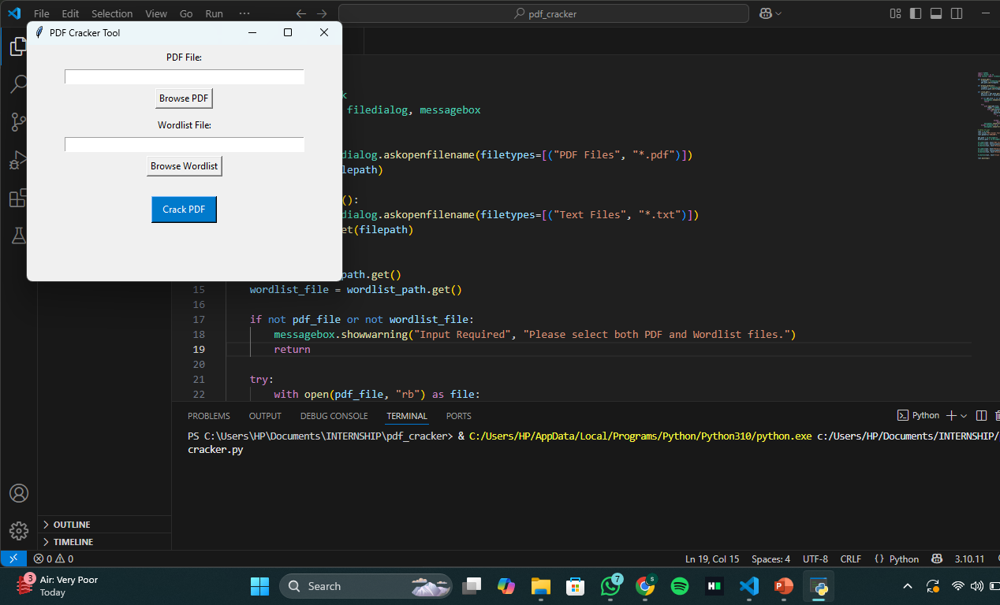 File Edit Selection View Go Run ···
pdf_cracker
PDF Cracker Tool
PDF File:
Browse PDF
Wordlist File:
Browse Wordlist
Crack PDF
filedialog, messagebox
dialog.askopenfilename(filetypes=[("PDF Files", "*.pdf")])
lepath)
():
dialog.askopenfilename(filetypes=[("Text Files", "*.txt")])
et(filepath)
path.get()
15 wordlist_file = wordlist_path.get()
16
17 if not pdf_file or not wordlist_file:
18 messagebox.showwarning("Input Required", "Please select both PDF and Wordlist files.")
19 return
20
21 try:
22 with open(pdf_file, "rb") as file:
PROBLEMS OUTPUT DEBUG CONSOLE TERMINAL PORTS
Python
PS C:\Users\HP\Documents\INTERNSHIP\pdf_cracker> & C:/Users/HP/AppData/Local/Programs/Python/Python310/python.exe c:/Users/HP/Documents/INTERNSHIP/
cracker.py
OUTLINE
TIMELINE
0 0
Ln 19, Col 15 Spaces: 4 UTF-8 CRLF {} Python 3.10.11
3
Air: Very Poor
Today
Search
7
S
H